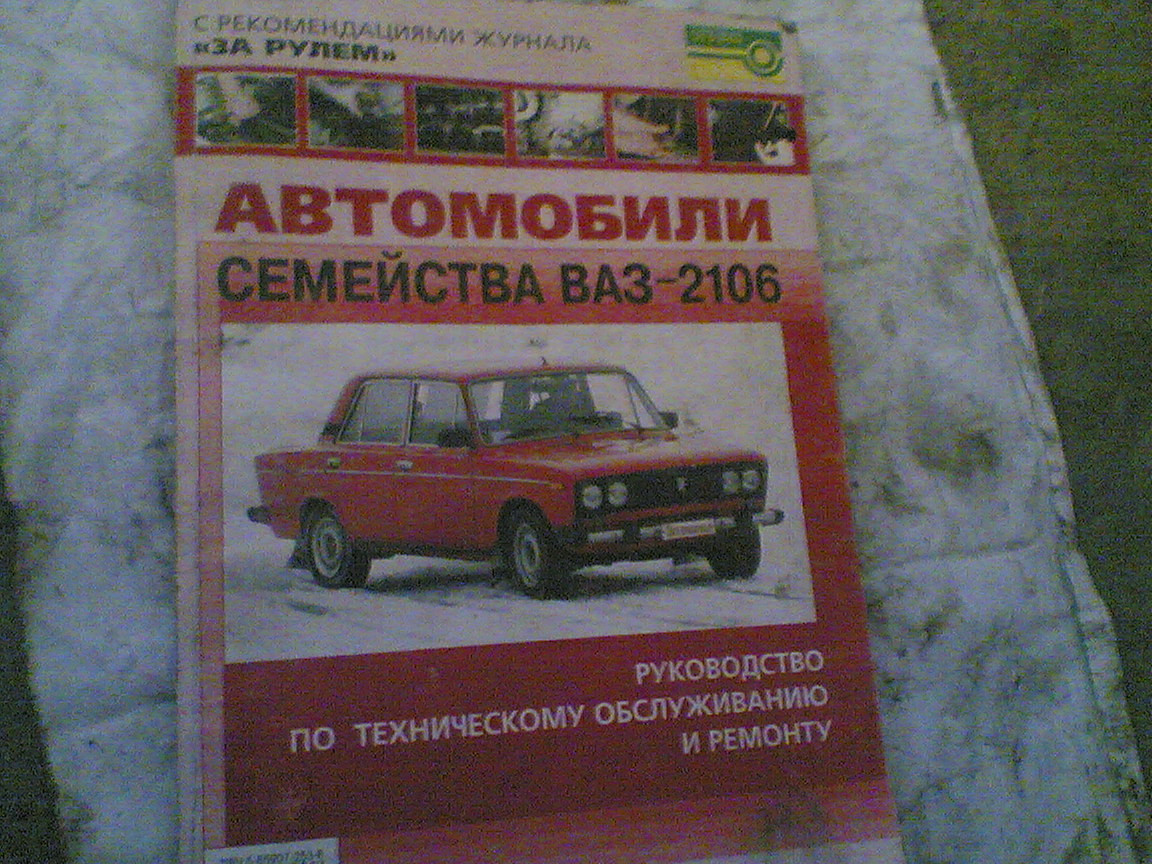 С РЕКОМЕНДАЦИЯМИ ЖУРНАЛА
«ЗА РУЛЕМ»
АВТОМОБИЛИ
СЕМЕЙСТВА ВАЗ-2106
РУКОВОДСТВО
ПО ТЕХНИЧЕСКОМУ ОБСЛУЖИВАНИЮ
И РЕМОНТУ